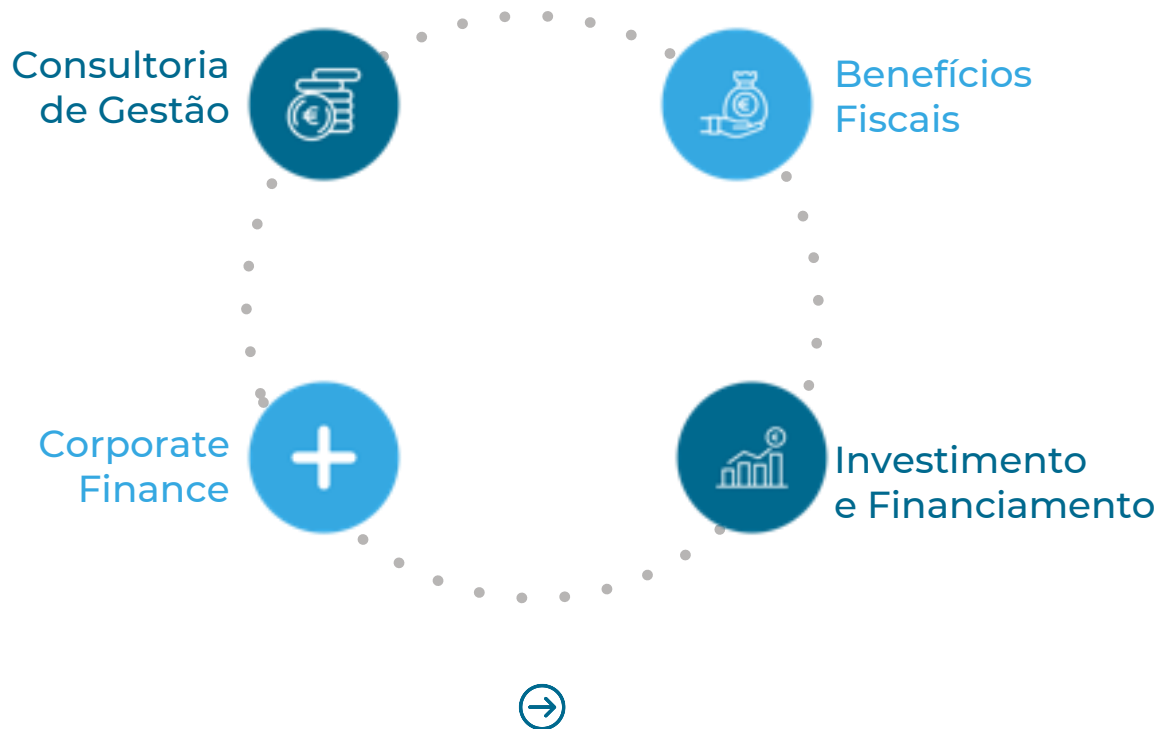 Consultoria
de Gestão
Benefícios
Fiscais
Corporate
Finance
Investimento
e Financiamento